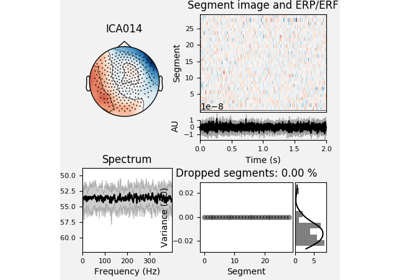 ICA014
Segment image and ERP/ERF
Segment
25
20
15
10
5
1e−8
AU
1
0
−1
0.0 0.5 1.0 1.5 2.0
Time (s)
Spectrum
50.0
52.5
55.0
57.5
60.0
0 100 200 300
Frequency (Hz)
Dropped segments: 0.00 %
Variance
0.02
0.00
−0.02
0 10 20
Segment
0 5